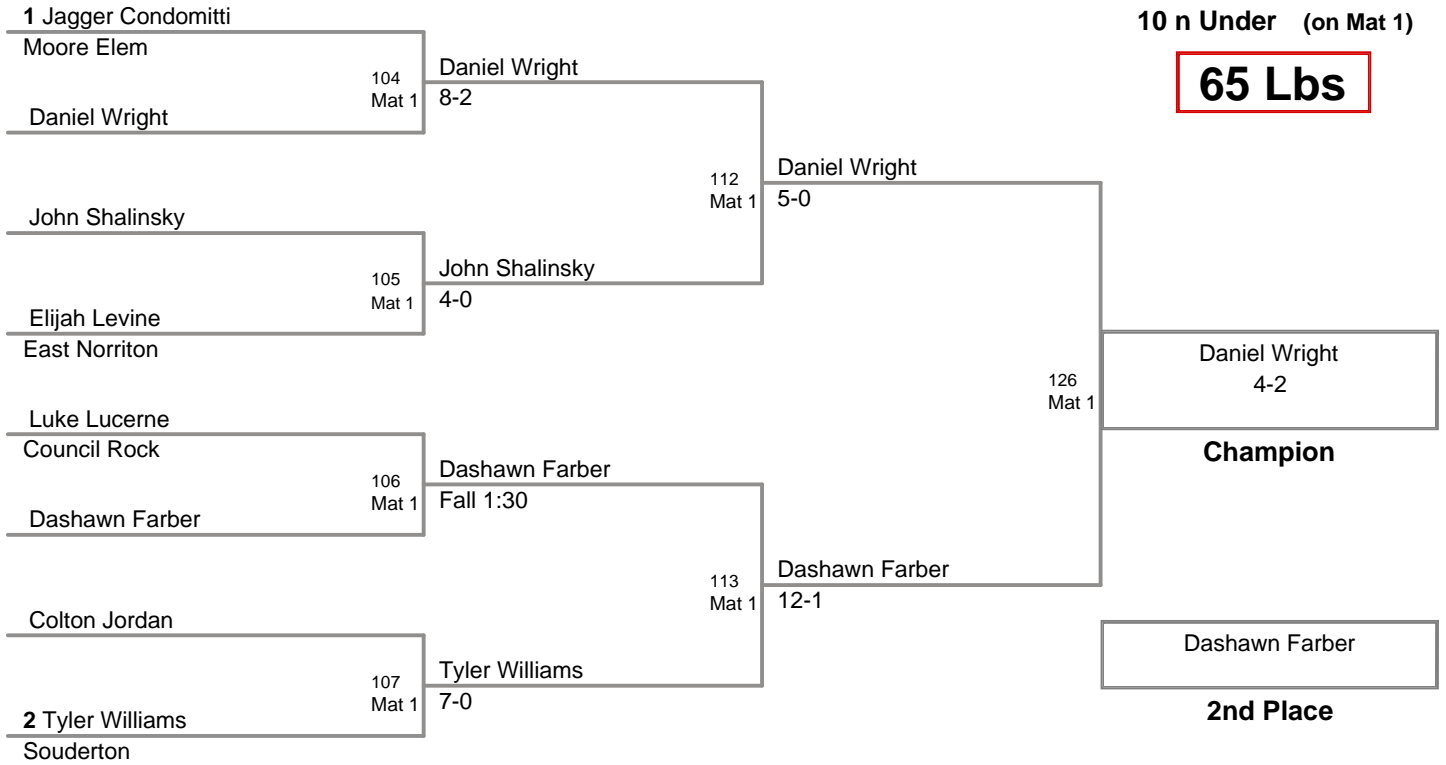 1 Jagger Condomitti
Moore Elem
Daniel Wright
John Shalinsky
Elijah Levine
East Norriton
Luke Lucerne
Council Rock
Dashawn Farber
Colton Jordan
2 Tyler Williams
Souderton
104
Mat 1
105
Mat 1
106
Mat 1
107
Mat 1
Daniel Wright
8-2
John Shalinsky
4-0
Dashawn Farber
Fall 1:30
Tyler Williams
7-0
112
Mat 1
113
Mat 1
Daniel Wright
5-0
Dashawn Farber
12-1
126
Mat 1
10 n Under (on Mat 1)
65 Lbs
Daniel Wright
4-2
Champion
Dashawn Farber
2nd Place